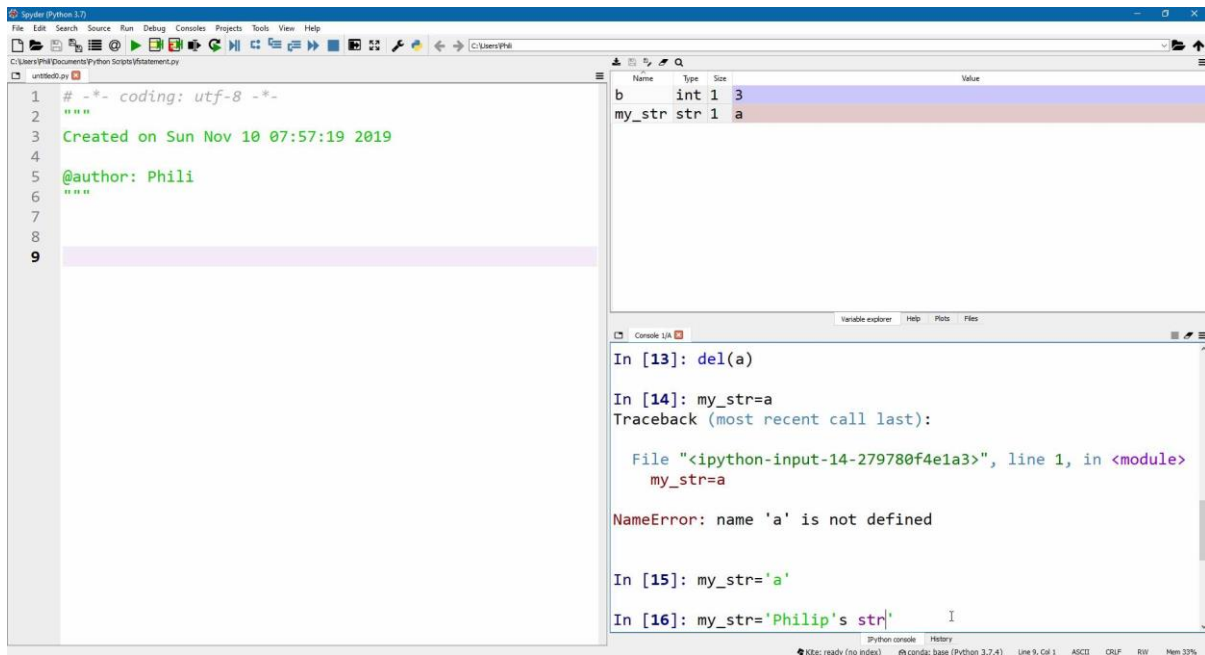 Spyder (Python 3.7)
File Edit Search Source Run Debug Consoles Projects Tools View Help
C:\Users\Phili
C:\Users\Phili\Documents\Python Scripts\ifstatement.py
untitled0.py
1 # -*- coding: utf-8 -*-
2 """
3 Created on Sun Nov 10 07:57:19 2019
4
5 @author: Phili
6 """
7
8
9
Name Type Size Value
b int 1 3
my_str str 1 a
Variable explorer Help Plots Files
Console 1/A
In [13]: del(a)
In [14]: my_str=a
Traceback (most recent call last):
File "<ipython-input-14-279780f4e1a3>", line 1, in <module>
my_str=a
NameError: name 'a' is not defined
In [15]: my_str='a'
In [16]: my_str='Philip's str'
IPython console History
Kite: ready (no index) conda: base (Python 3.7.4) Line 9, Col 1 ASCII CRLF RW Mem 33%